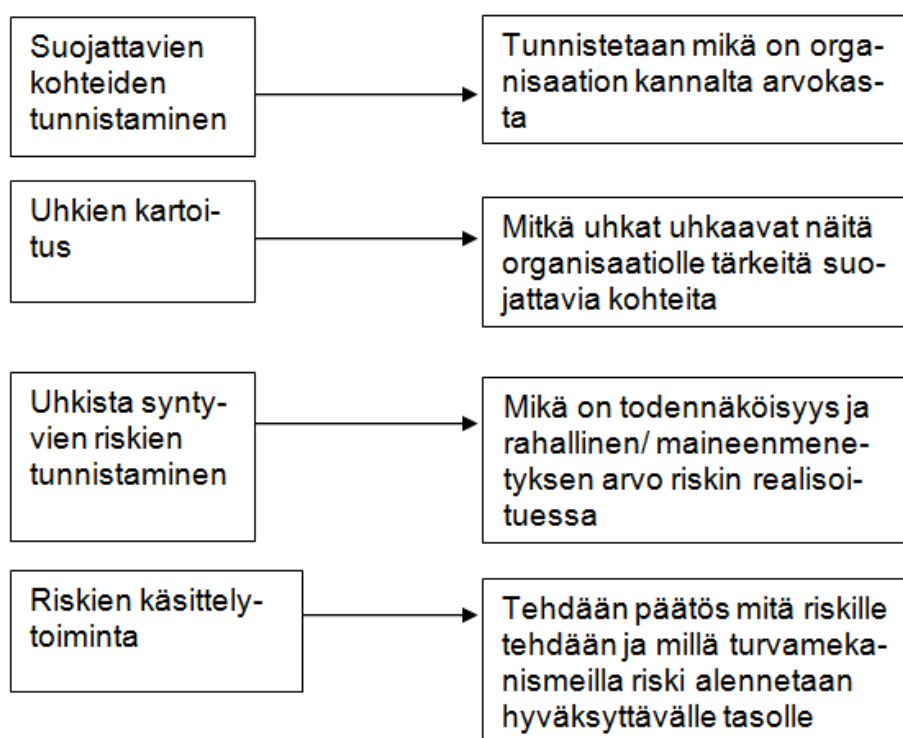 Suojattavien
kohteiden
tunnistaminen
Tunnistetaan mikä on orga-
nisaation kannalta arvokas-
ta
Uhkien kartoi-
tus
Mitkä uhkat uhkaavat näitä
organisaatiolle tärkeitä suo-
jattavia kohteita
Uhkista synty-
vien riskien
tunnistaminen
Mikä on todennäköisyys ja
rahallinen/ maineenmene-
tyksen arvo riskin realisoi-
tuessa
Riskien käsittely-
toiminta
Tehdään päätös mitä riskille
tehdään ja millä turvameka-
nismeilla riski alennetaan
hyväksyttävälle tasolle